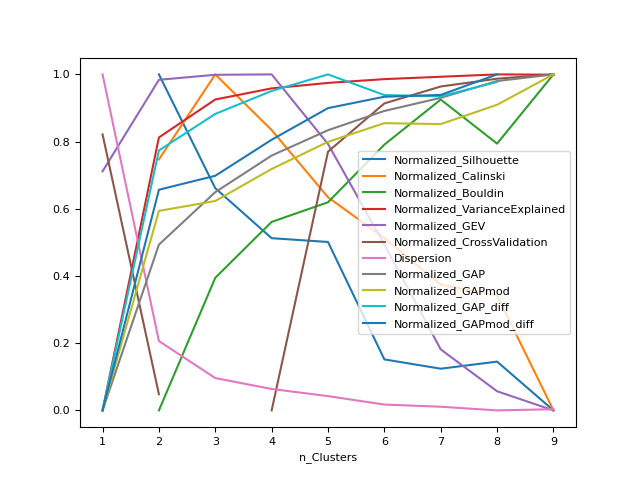 1.0
0.8
0.6
0.4
0.2
0.0
Normalized_Silhouette
Normalized_Calinski
Normalized_Bouldin
Normalized_VarianceExplained
Normalized_GEV
Normalized_CrossValidation
Dispersion
Normalized_GAP
Normalized_GAPmod
Normalized_GAP_diff
Normalized_GAPmod_diff
1 2 3 4 5 6 7 8 9
n_Clusters